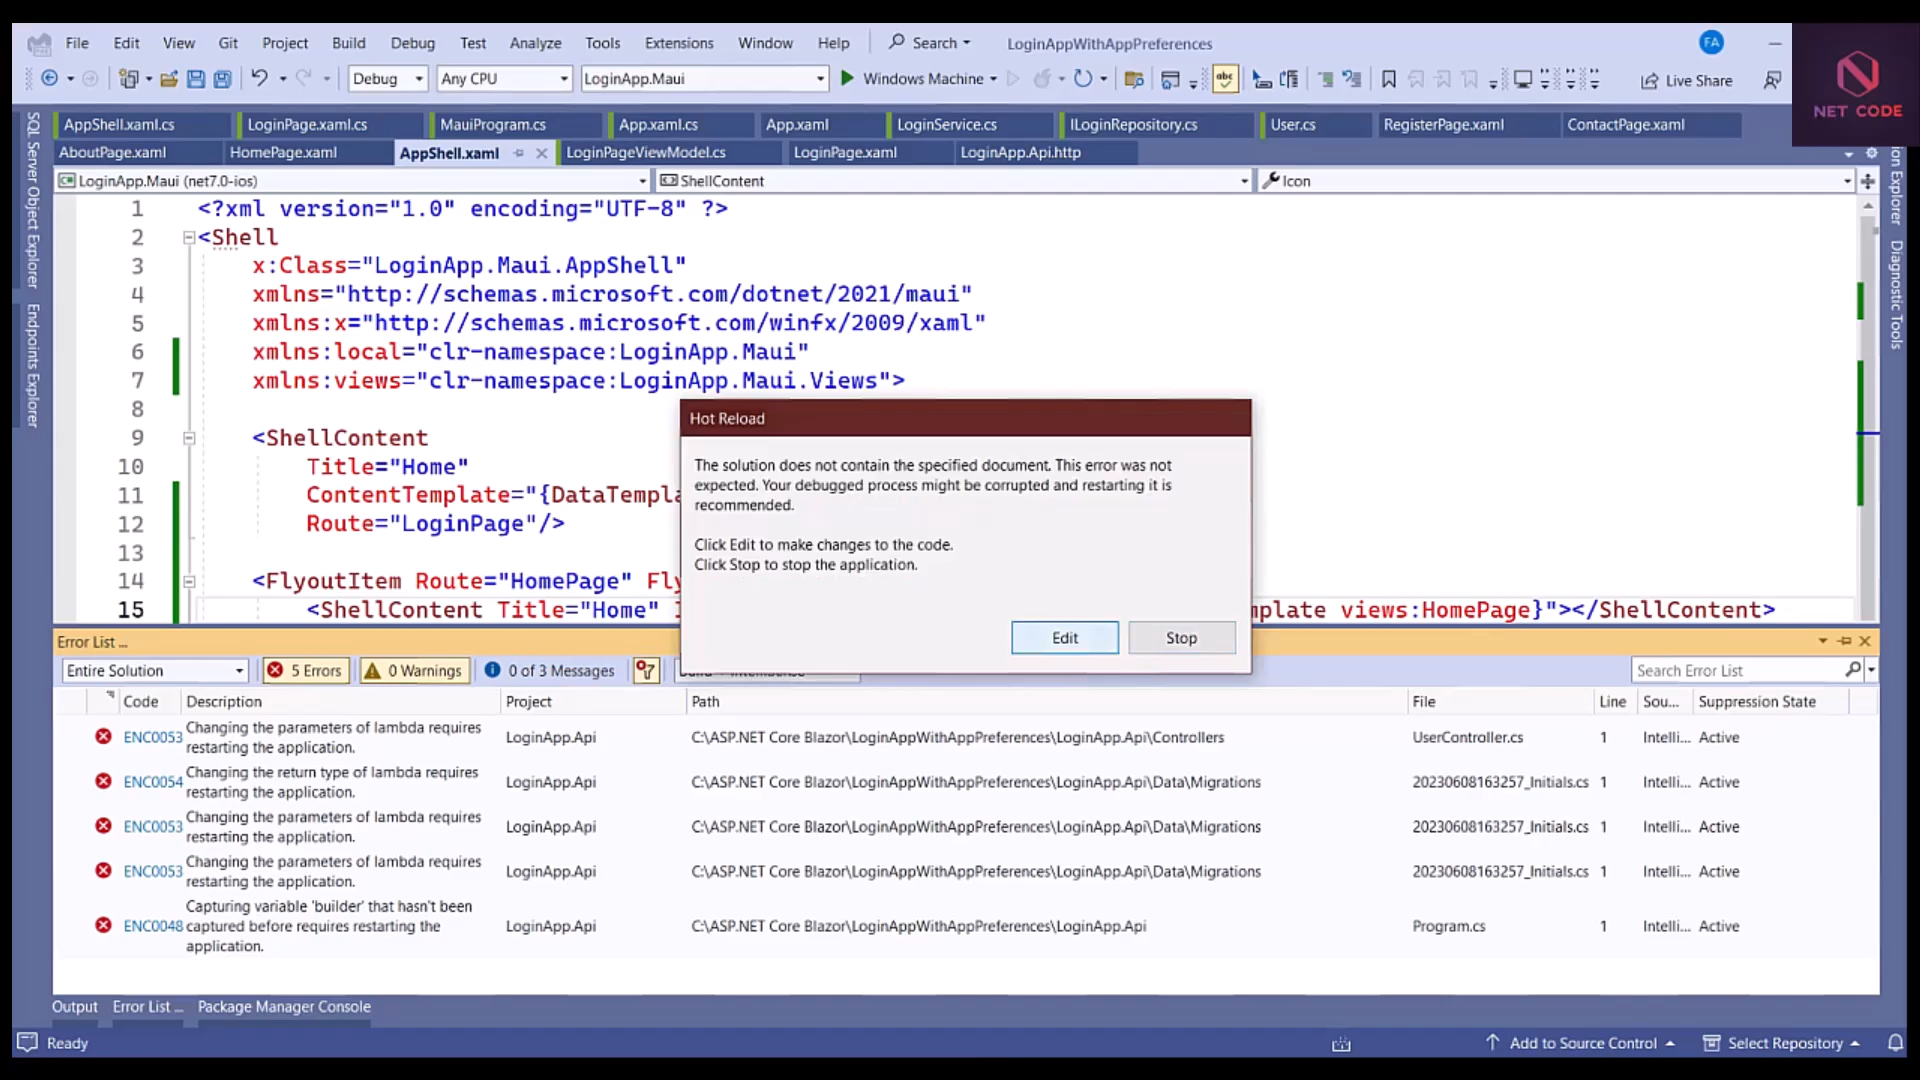 File Edit View Git Project Build Debug Test Analyze Tools Extensions Window Help Search LoginAppWithAppPreferences FA
Debug Any CPU LoginApp.Maui Windows Machine abc Live Share
NET CODE
AppShell.xaml.cs LoginPage.xaml.cs MauiProgram.cs App.xaml.cs App.xaml LoginService.cs ILoginRepository.cs User.cs RegisterPage.xaml ContactPage.xaml
AboutPage.xaml HomePage.xaml AppShell.xaml LoginPageViewModel.cs LoginPage.xaml LoginApp.Api.http
LoginApp.Maui (net7.0-ios) ShellContent Icon
SQL Server Object Explorer
Endpoints Explorer
ion Explorer
Diagnostic Tools
1 <?xml version="1.0" encoding="UTF-8" ?>
2 <Shell
3 x:Class="LoginApp.Maui.AppShell"
4 xmlns="http://schemas.microsoft.com/dotnet/2021/maui"
5 xmlns:x="http://schemas.microsoft.com/winfx/2009/xaml"
6 xmlns:local="clr-namespace:LoginApp.Maui"
7 xmlns:views="clr-namespace:LoginApp.Maui.Views">
8
9 <ShellContent
10 Title="Home"
11 ContentTemplate="{DataTempla
12 Route="LoginPage"/>
13
14 <FlyoutItem Route="HomePage" Fly
15 <ShellContent Title="Home" mplate views:HomePage}"></ShellContent>
Hot Reload
The solution does not contain the specified document. This error was not
expected. Your debugged process might be corrupted and restarting it is
recommended.
Click Edit to make changes to the code.
Click Stop to stop the application.
Edit Stop
Error List ...
Entire Solution 5 Errors 0 Warnings 0 of 3 Messages Search Error List
Code Description Project Path File Line Sou... Suppression State
ENC0053 Changing the parameters of lambda requires restarting the application. LoginApp.Api C:\ASP.NET Core Blazor\LoginAppWithAppPreferences\LoginApp.Api\Controllers UserController.cs 1 Intelli... Active
ENC0054 Changing the return type of lambda requires restarting the application. LoginApp.Api C:\ASP.NET Core Blazor\LoginAppWithAppPreferences\LoginApp.Api\Data\Migrations 20230608163257_Initials.cs 1 Intelli... Active
ENC0053 Changing the parameters of lambda requires restarting the application. LoginApp.Api C:\ASP.NET Core Blazor\LoginAppWithAppPreferences\LoginApp.Api\Data\Migrations 20230608163257_Initials.cs 1 Intelli... Active
ENC0053 Changing the parameters of lambda requires restarting the application. LoginApp.Api C:\ASP.NET Core Blazor\LoginAppWithAppPreferences\LoginApp.Api\Data\Migrations 20230608163257_Initials.cs 1 Intelli... Active
ENC0048 Capturing variable 'builder' that hasn't been captured before requires restarting the application. LoginApp.Api C:\ASP.NET Core Blazor\LoginAppWithAppPreferences\LoginApp.Api Program.cs 1 Intelli... Active
Output Error List ... Package Manager Console
Ready Add to Source Control Select Repository